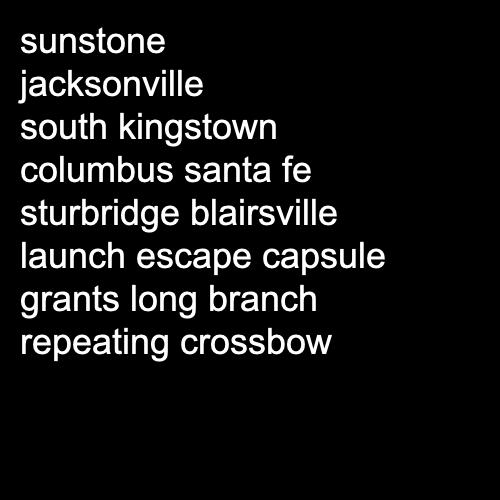 sunstone
jacksonville
south kingstown
columbus santa fe
sturbridge blairsville
launch escape capsule
grants long branch
repeating crossbow